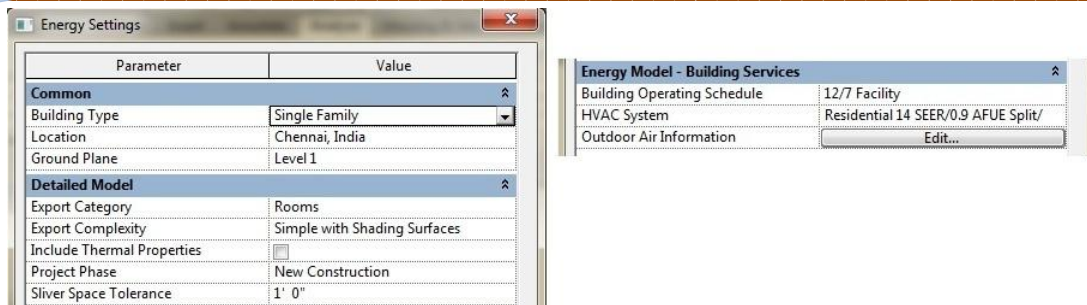 Energy Settings
Parameter Value
Common
Building Type Single Family
Location Chennai, India
Ground Plane Level 1
Detailed Model
Export Category Rooms
Export Complexity Simple with Shading Surfaces
Include Thermal Properties
Project Phase New Construction
Sliver Space Tolerance 1' 0"
Energy Model - Building Services
Building Operating Schedule 12/7 Facility
HVAC System Residential 14 SEER/0.9 AFUE Split/
Outdoor Air Information Edit...